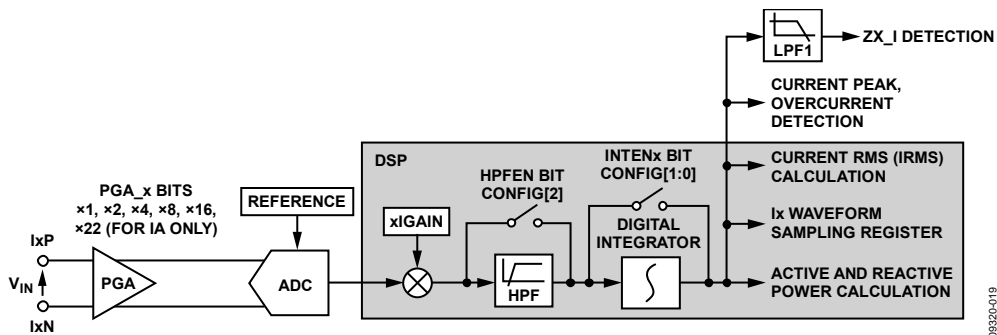 LPF1
ZX_I DETECTION
CURRENT PEAK,
OVERCURRENT
DETECTION
DSP
HPFEN BIT
CONFIG[2]
INTENx BIT
CONFIG[1:0]
CURRENT RMS (IRMS)
CALCULATION
PGA_x BITS
×1, ×2, ×4, ×8, ×16,
×22 (FOR IA ONLY)
REFERENCE
xIGAIN
DIGITAL
INTEGRATOR
Ix WAVEFORM
SAMPLING REGISTER
IxP
VIN
IxN
PGA
ADC
HPF
ACTIVE AND REACTIVE
POWER CALCULATION
09320-019